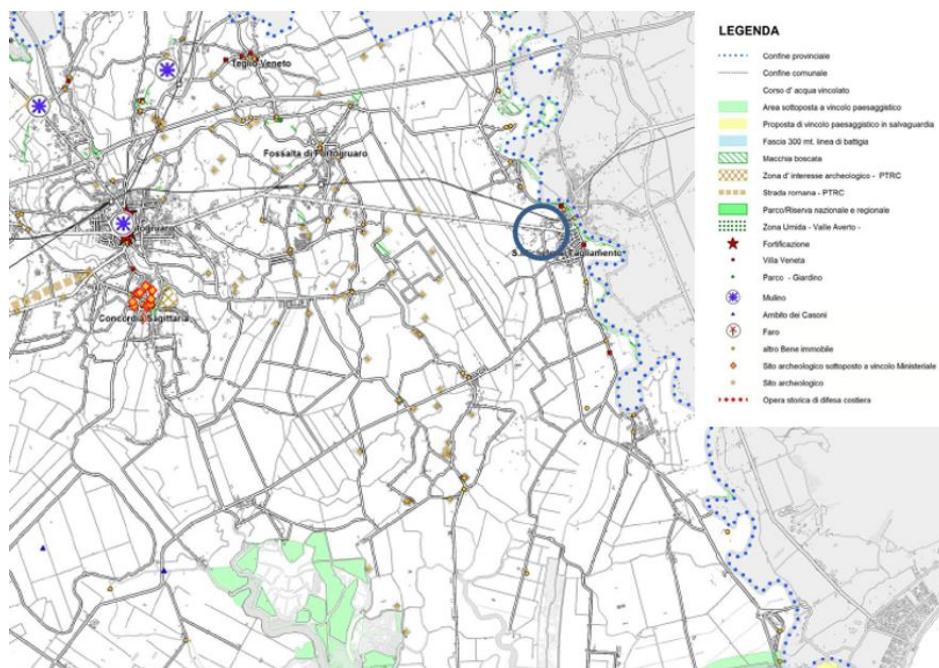 Teglio Veneto
Fossalta di Portogruaro
Concordia Sagittaria
LEGENDA
Confine provinciale
Confine comunale
Corso d' acqua vincolato
Area sottoposta a vincolo paesaggistico
Proposta di vincolo paesaggistico in salvaguardia
Fascia 300 mt. linea di battigia
Macchia boscata
Zona d' interesse archeologico - PTRC
Strada romana - PTRC
Parco/Riserva nazionale e regionale
Zona Umida - Valle Averto -
Fortificazione
Villa Veneta
Parco - Giardino
Mulino
Ambito dei Casoni
Faro
altro Bene immobile
Sito archeologico sottoposto a vincolo Ministeriale
Sito archeologico
Opera storica di difesa costiera